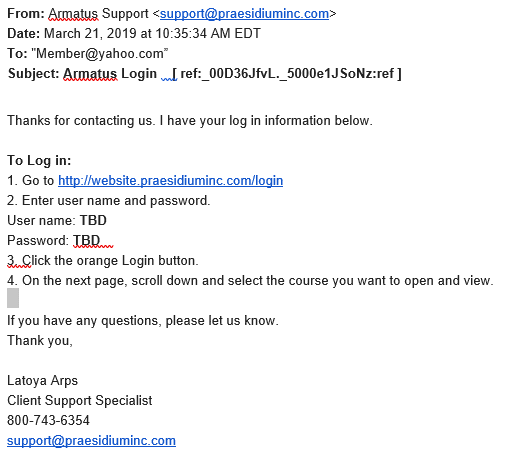 From: Armatus Support <support@praesidiuminc.com>
Date: March 21, 2019 at 10:35:34 AM EDT
To: "Member@yahoo.com”
Subject: Armatus Login [ ref:_00D36JfvL._5000e1JSoNz:ref ]
Thanks for contacting us. I have your log in information below.
To Log in:
1. Go to http://website.praesidiuminc.com/login
2. Enter user name and password.
User name: TBD
Password: TBD
3. Click the orange Login button.
4. On the next page, scroll down and select the course you want to open and view.
If you have any questions, please let us know.
Thank you,
Latoya Arps
Client Support Specialist
800-743-6354
support@praesidiuminc.com